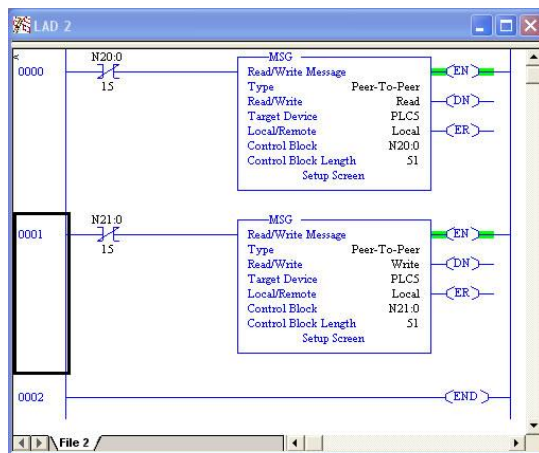 LAD 2
0000
N20:0
15
MSG
Read/Write Message
Type Peer-To-Peer
Read/Write Read
Target Device PLC5
Local/Remote Local
Control Block N20:0
Control Block Length 51
Setup Screen
EN
DN
ER
0001
N21:0
15
MSG
Read/Write Message
Type Peer-To-Peer
Read/Write Write
Target Device PLC5
Local/Remote Local
Control Block N21:0
Control Block Length 51
Setup Screen
EN
DN
ER
0002
END
File 2